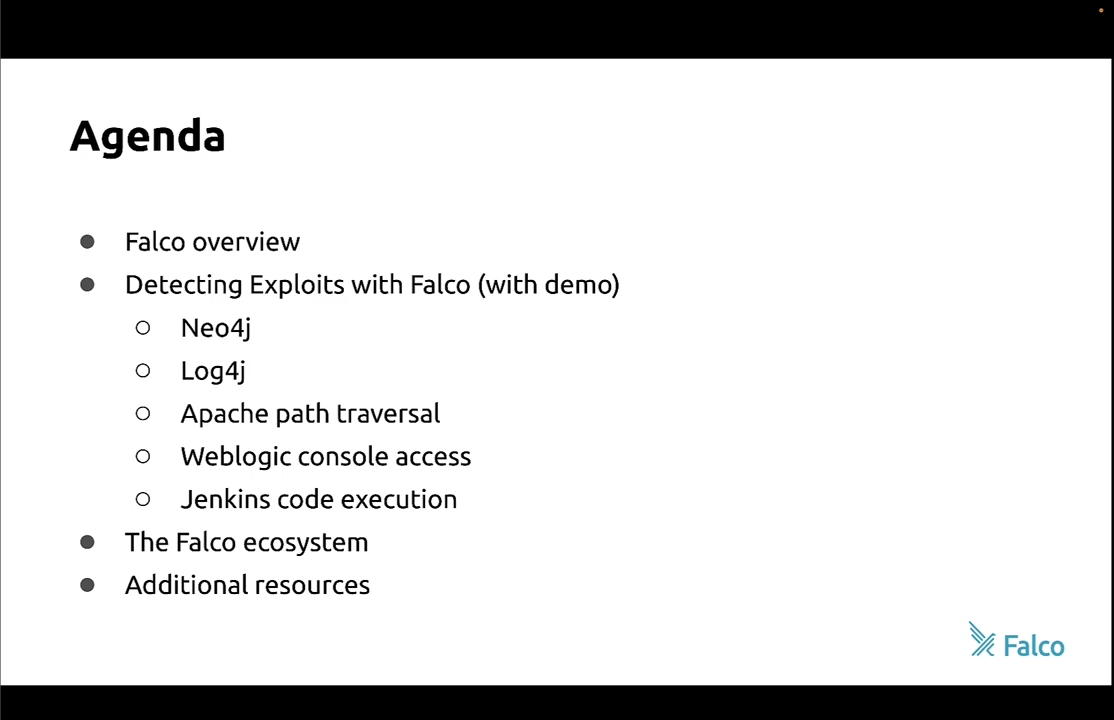 Agenda
Falco overview
Detecting Exploits with Falco (with demo)
Neo4j
Log4j
Apache path traversal
Weblogic console access
Jenkins code execution
The Falco ecosystem
Additional resources
Falco